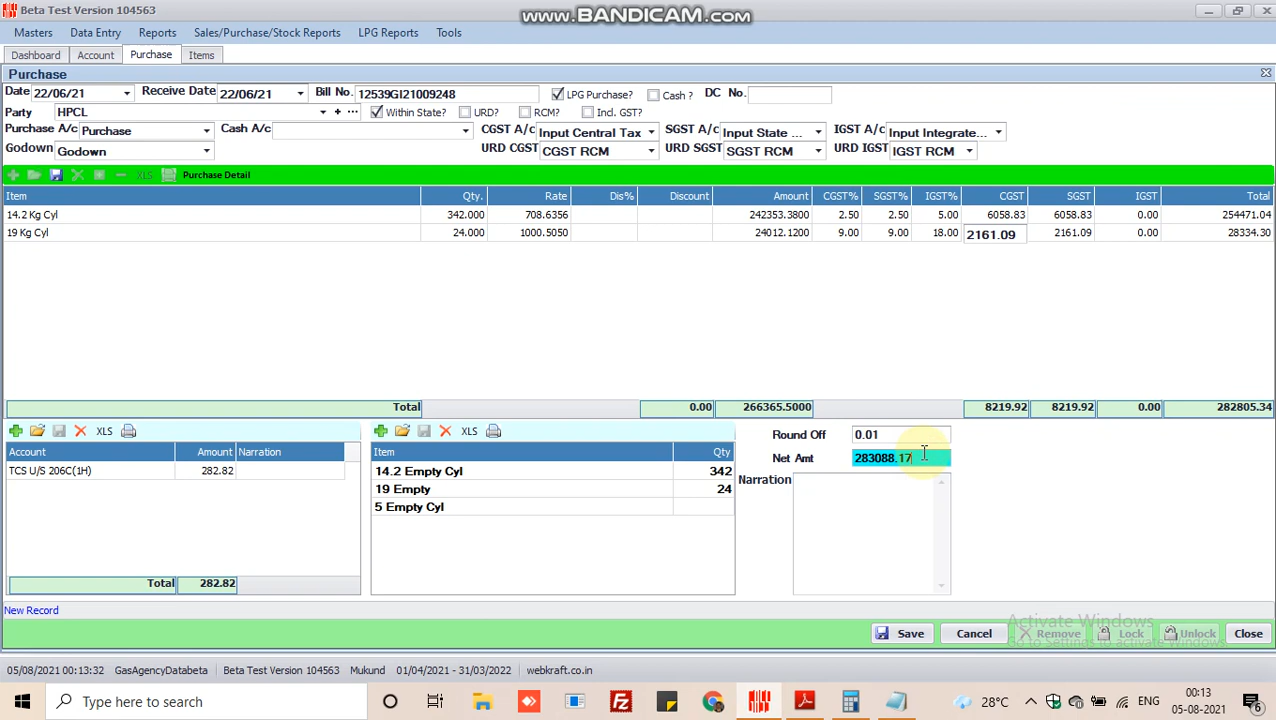 Beta Test Version 104563
www.BANDICAM.com
Masters Data Entry Reports Sales/Purchase/Stock Reports LPG Reports Tools
Dashboard Account Purchase Items
Purchase
Date 22/06/21 Receive Date 22/06/21 Bill No. 12539GI21009248 LPG Purchase? Cash ? DC No.
Party HPCL Within State? URD? RCM? Incl. GST?
Purchase A/c Purchase Cash A/c CGST A/c Input Central Tax SGST A/c Input State ... IGST A/c Input Integrate...
Godown Godown URD CGST CGST RCM URD SGST SGST RCM URD IGST IGST RCM
XLS Purchase Detail
Item Qty. Rate Dis% Discount Amount CGST% SGST% IGST% CGST SGST IGST Total
14.2 Kg Cyl 342.000 708.6356 242353.3800 2.50 2.50 5.00 6058.83 6058.83 0.00 254471.04
19 Kg Cyl 24.000 1000.5050 24012.1200 9.00 9.00 18.00 2161.09 2161.09 0.00 28334.30
Total 0.00 266365.5000 8219.92 8219.92 0.00 282805.34
XLS XLS Round Off 0.01
Account Amount Narration Item Qty Net Amt 283088.17
TCS U/S 206C(1H) 282.82 14.2 Empty Cyl 342 Narration
19 Empty 24
5 Empty Cyl
Total 282.82
New Record
Activate Windows
Save Cancel Remove Lock Unlock Close
Go to Settings to activate Windows.
05/08/2021 00:13:32 GasAgencyDatabeta Beta Test Version 104563 Mukund 01/04/2021 - 31/03/2022 webkraft.co.in
Type here to search 28°C ENG 00:13
05-08-2021 6